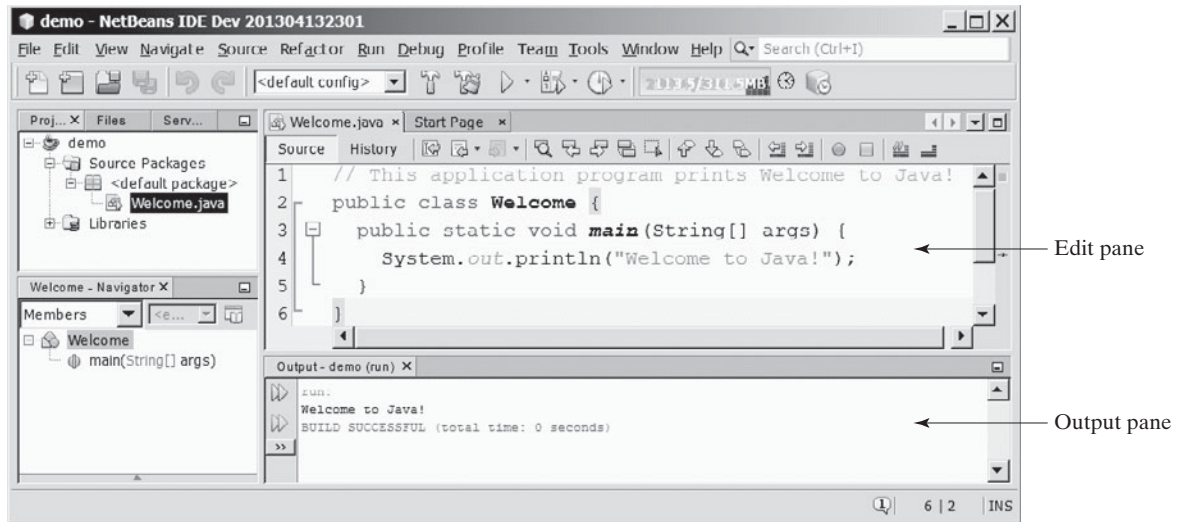 demo - NetBeans IDE Dev 201304132301
File Edit View Navigate Source Refactor Run Debug Profile Team Tools Window Help Search (Ctrl+I)
<default config>
Proj... X Files Serv...
Welcome.java × Start Page ×
demo
Source Packages
<default package>
Welcome.java
Libraries
Source History
1 // This application program prints Welcome to Java!
2 public class Welcome {
3 public static void main(String[] args) {
4 System.out.println("Welcome to Java!");
5 }
6 }
Edit pane
Welcome - Navigator X
Members <e...
Welcome
main(String[] args)
Output - demo (run) X
run:
Welcome to Java!
BUILD SUCCESSFUL (total time: 0 seconds)
>>
Output pane
1 6 | 2 INS